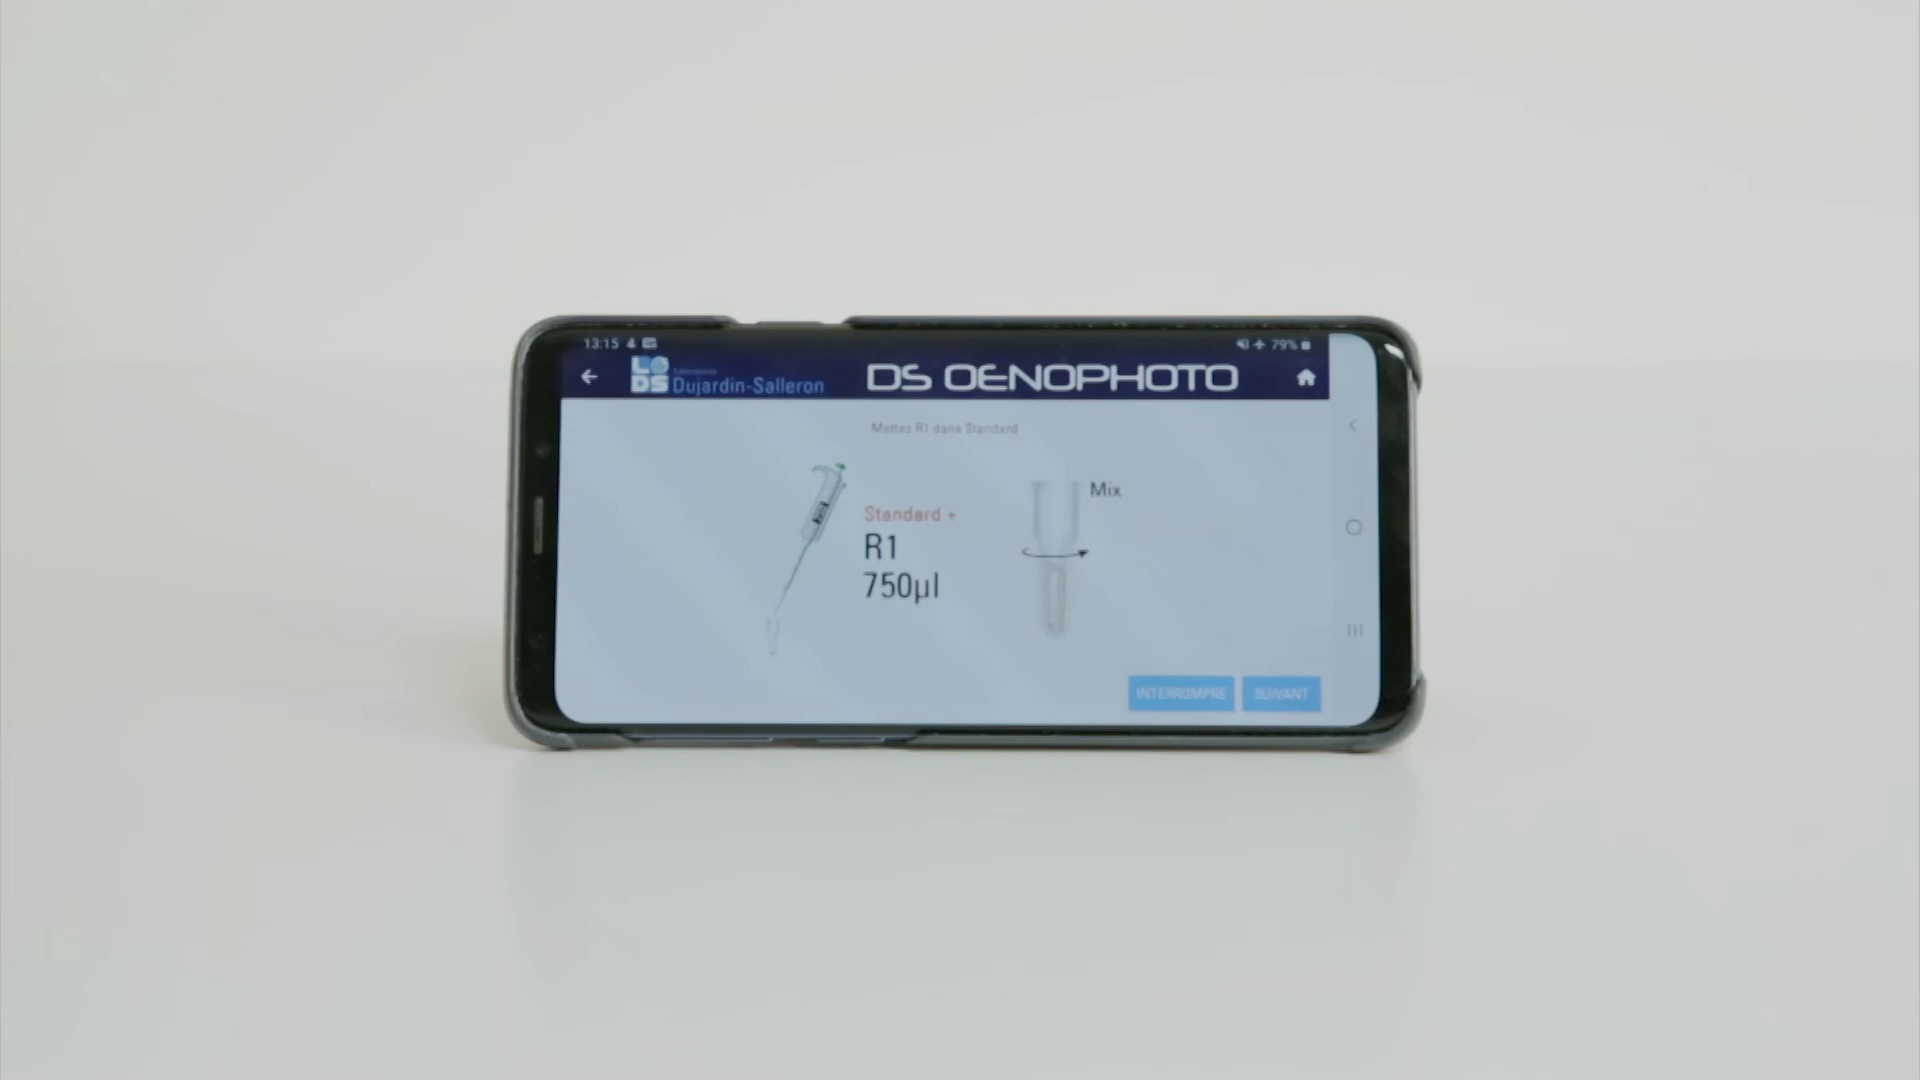 13:15
79%
LDS
Dujardin-Salleron
DS OENOPHOTO
Mettez R1 dans Standard
Mix
Standard +
R1
750µl
INTERROMPRE
SUIVANT